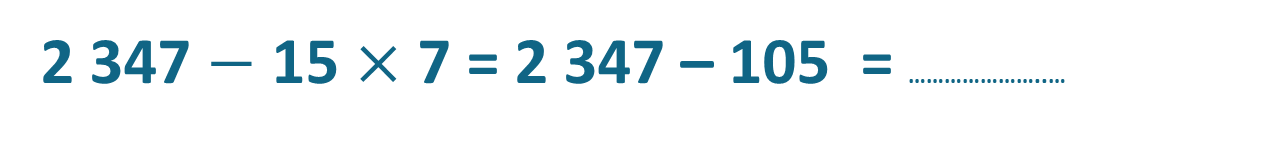 2 347 − 15 × 7 = 2 347 – 105 = ...........................